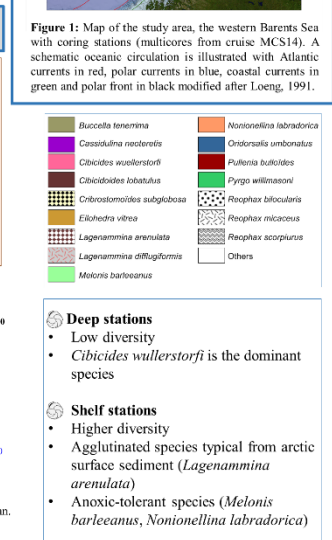 Figure 1: Map of the study area, the western Barents Sea
with coring stations (multicores from cruise MCS14). A
schematic oceanic circulation is illustrated with Atlantic
currents in red, polar currents in blue, coastal currents in
green and polar front in black modified after Loeng, 1991.
Buccella tenerrima
Cassidulina neoteretis
Cibicides wuellerstorfi
Cibicidoides lobatulus
Cribrostomoides subglobosa
Eilohedra vitrea
Lagenammina arenulata
Lagenammina difflugiformis
Melonis barleeanus
Nonionellina labradorica
Oridorsalis umbonatus
Pullenia bulloides
Pyrgo williamsoni
Reophax bilocularis
Reophax micaceus
Reophax scorpiurus
Others
Deep stations
• Low diversity
• Cibicides wullerstorfi is the dominant
species
Shelf stations
• Higher diversity
• Agglutinated species typical from arctic
surface sediment (Lagenammina
arenulata)
• Anoxic-tolerant species (Melonis
barleeanus, Nonionellina labradorica)
an.